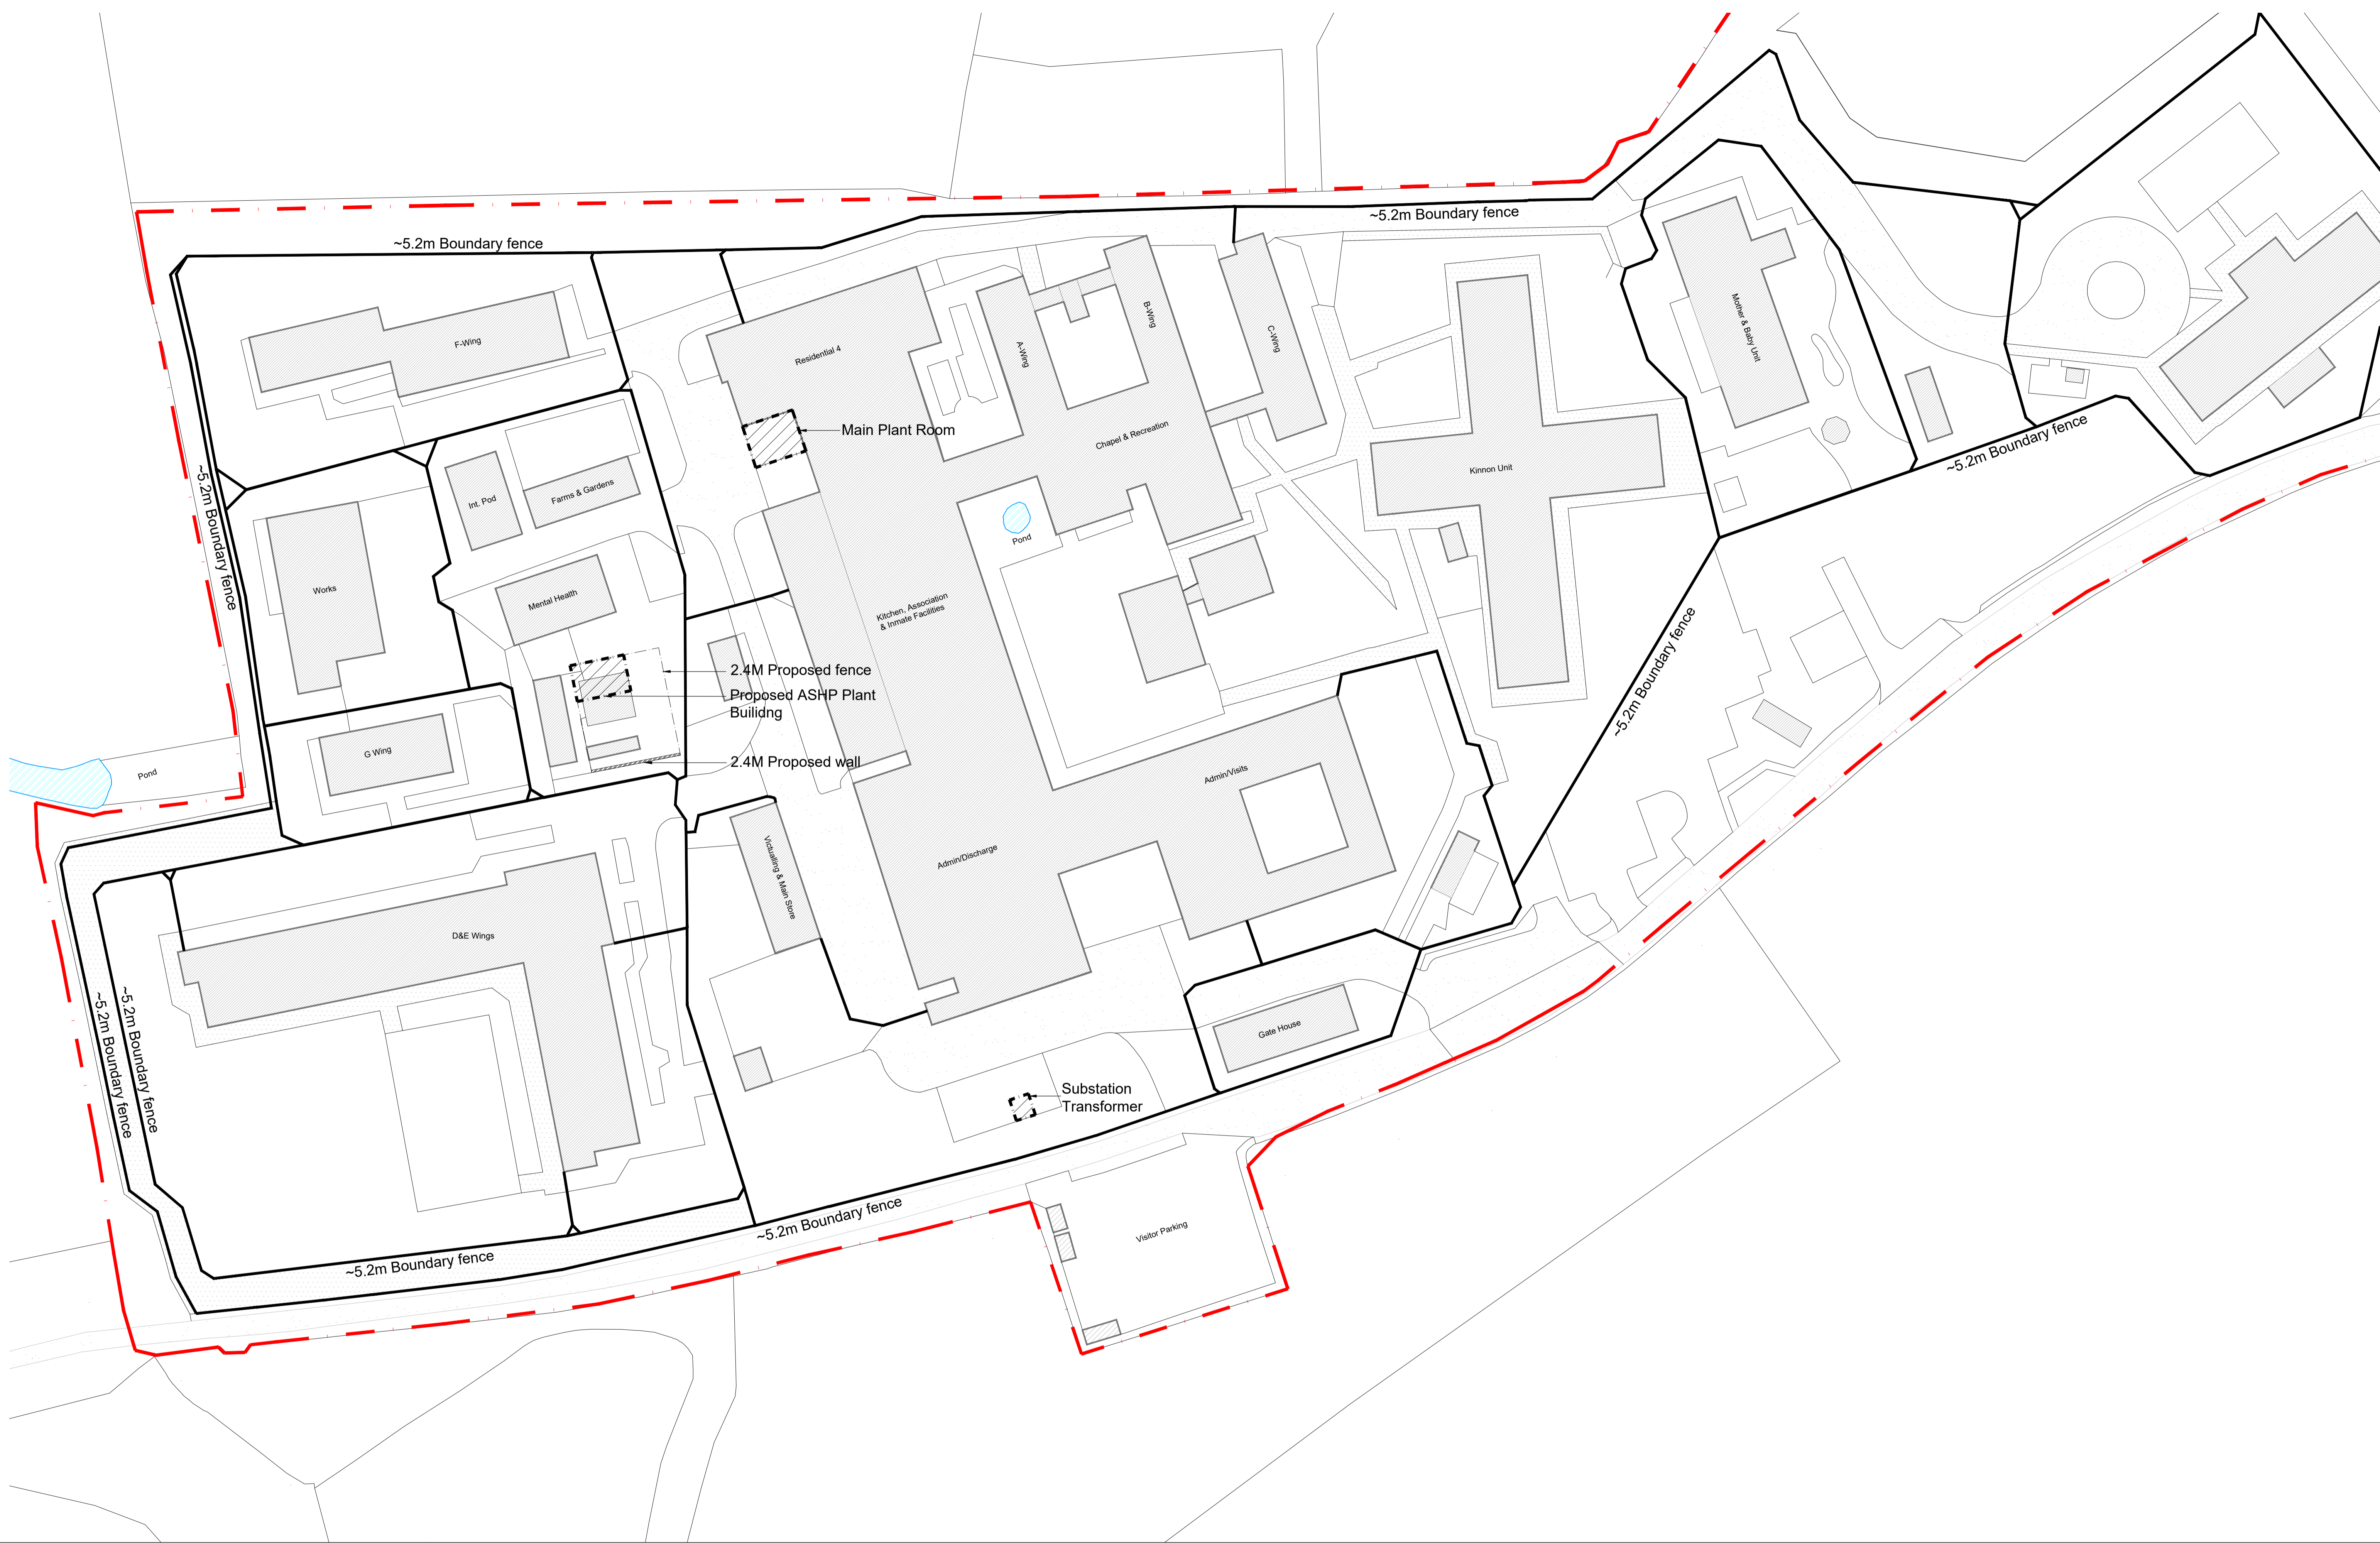 ~5.2m Boundary fence
~5.2m Boundary fence
F-Wing
Residential 4
A-Wing
B-Wing
C-Wing
Mother & Baby Unit
Main Plant Room
Chapel & Recreation
Kinnon Unit
~5.2m Boundary fence
~5.2m Boundary fence
Int. Pod
Farms & Gardens
Pond
Works
Mental Health
Kitchen, Association
& Inmate Facilities
~5.2m Boundary fence
2.4M Proposed fence
Proposed ASHP Plant
Builidng
G Wing
2.4M Proposed wall
Pond
Admin/Visits
Victualling & Main Store
Admin/Discharge
D&E Wings
Gate House
~5.2m Boundary fence
~5.2m Boundary fence
Substation
Transformer
~5.2m Boundary fence
Visitor Parking
~5.2m Boundary fence